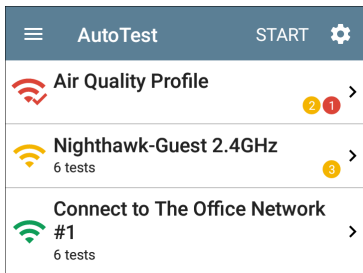 AutoTest START
Air Quality Profile
2 1
Nighthawk-Guest 2.4GHz
6 tests
3
Connect to The Office Network
#1
6 tests